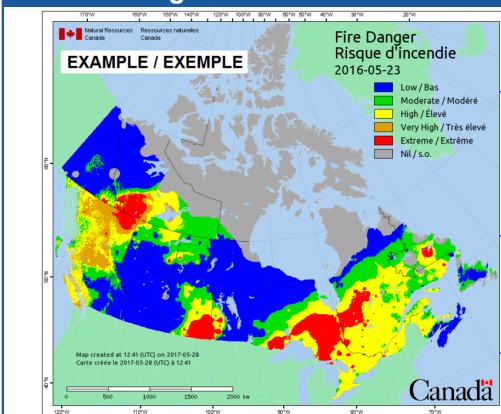 170°W 150°W 130°W 120°W 110°W 100°W 90°W 80°W 70°W 60°W 50°W 40°W 20°W
Natural Resources Canada
Ressources naturelles Canada
EXAMPLE / EXEMPLE
Fire Danger
Risque d'incendie
2016-05-23
Low / Bas
Moderate / Modéré
High / Élevé
Very High / Très élevé
Extreme / Extrême
Nil / s.o.
60°N
50°N
40°N
60°N
50°N
40°N
Map created at 12:41 (UTC) on 2017-05-28
Carte créée le 2017-05-28 (UTC) à 12:41
0 500 1000 1500 2000 km
Canada
120°W 110°W 100°W 90°W 80°W 70°W